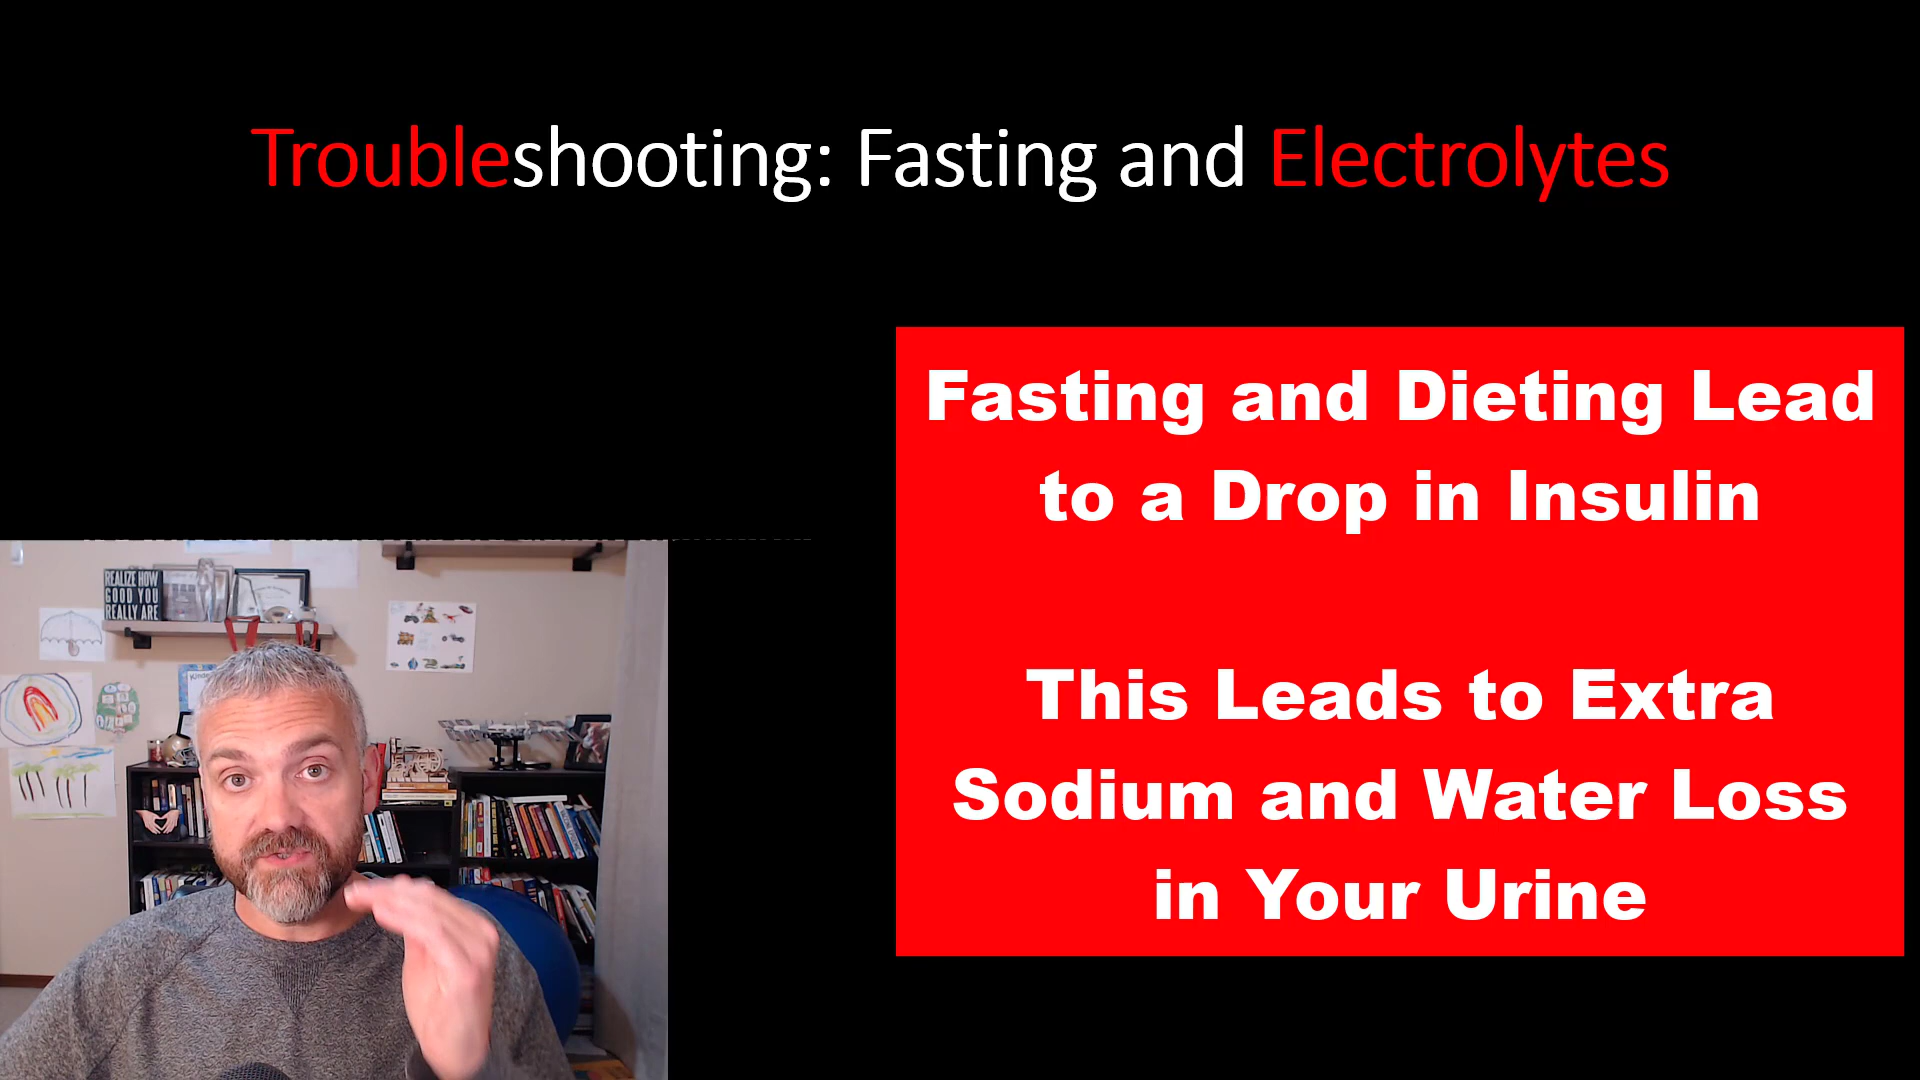 Troubleshooting: Fasting and Electrolytes
Fasting and Dieting Lead
to a Drop in Insulin
This Leads to Extra
Sodium and Water Loss
in Your Urine
REALIZE HOW
GOOD YOU
REALLY ARE